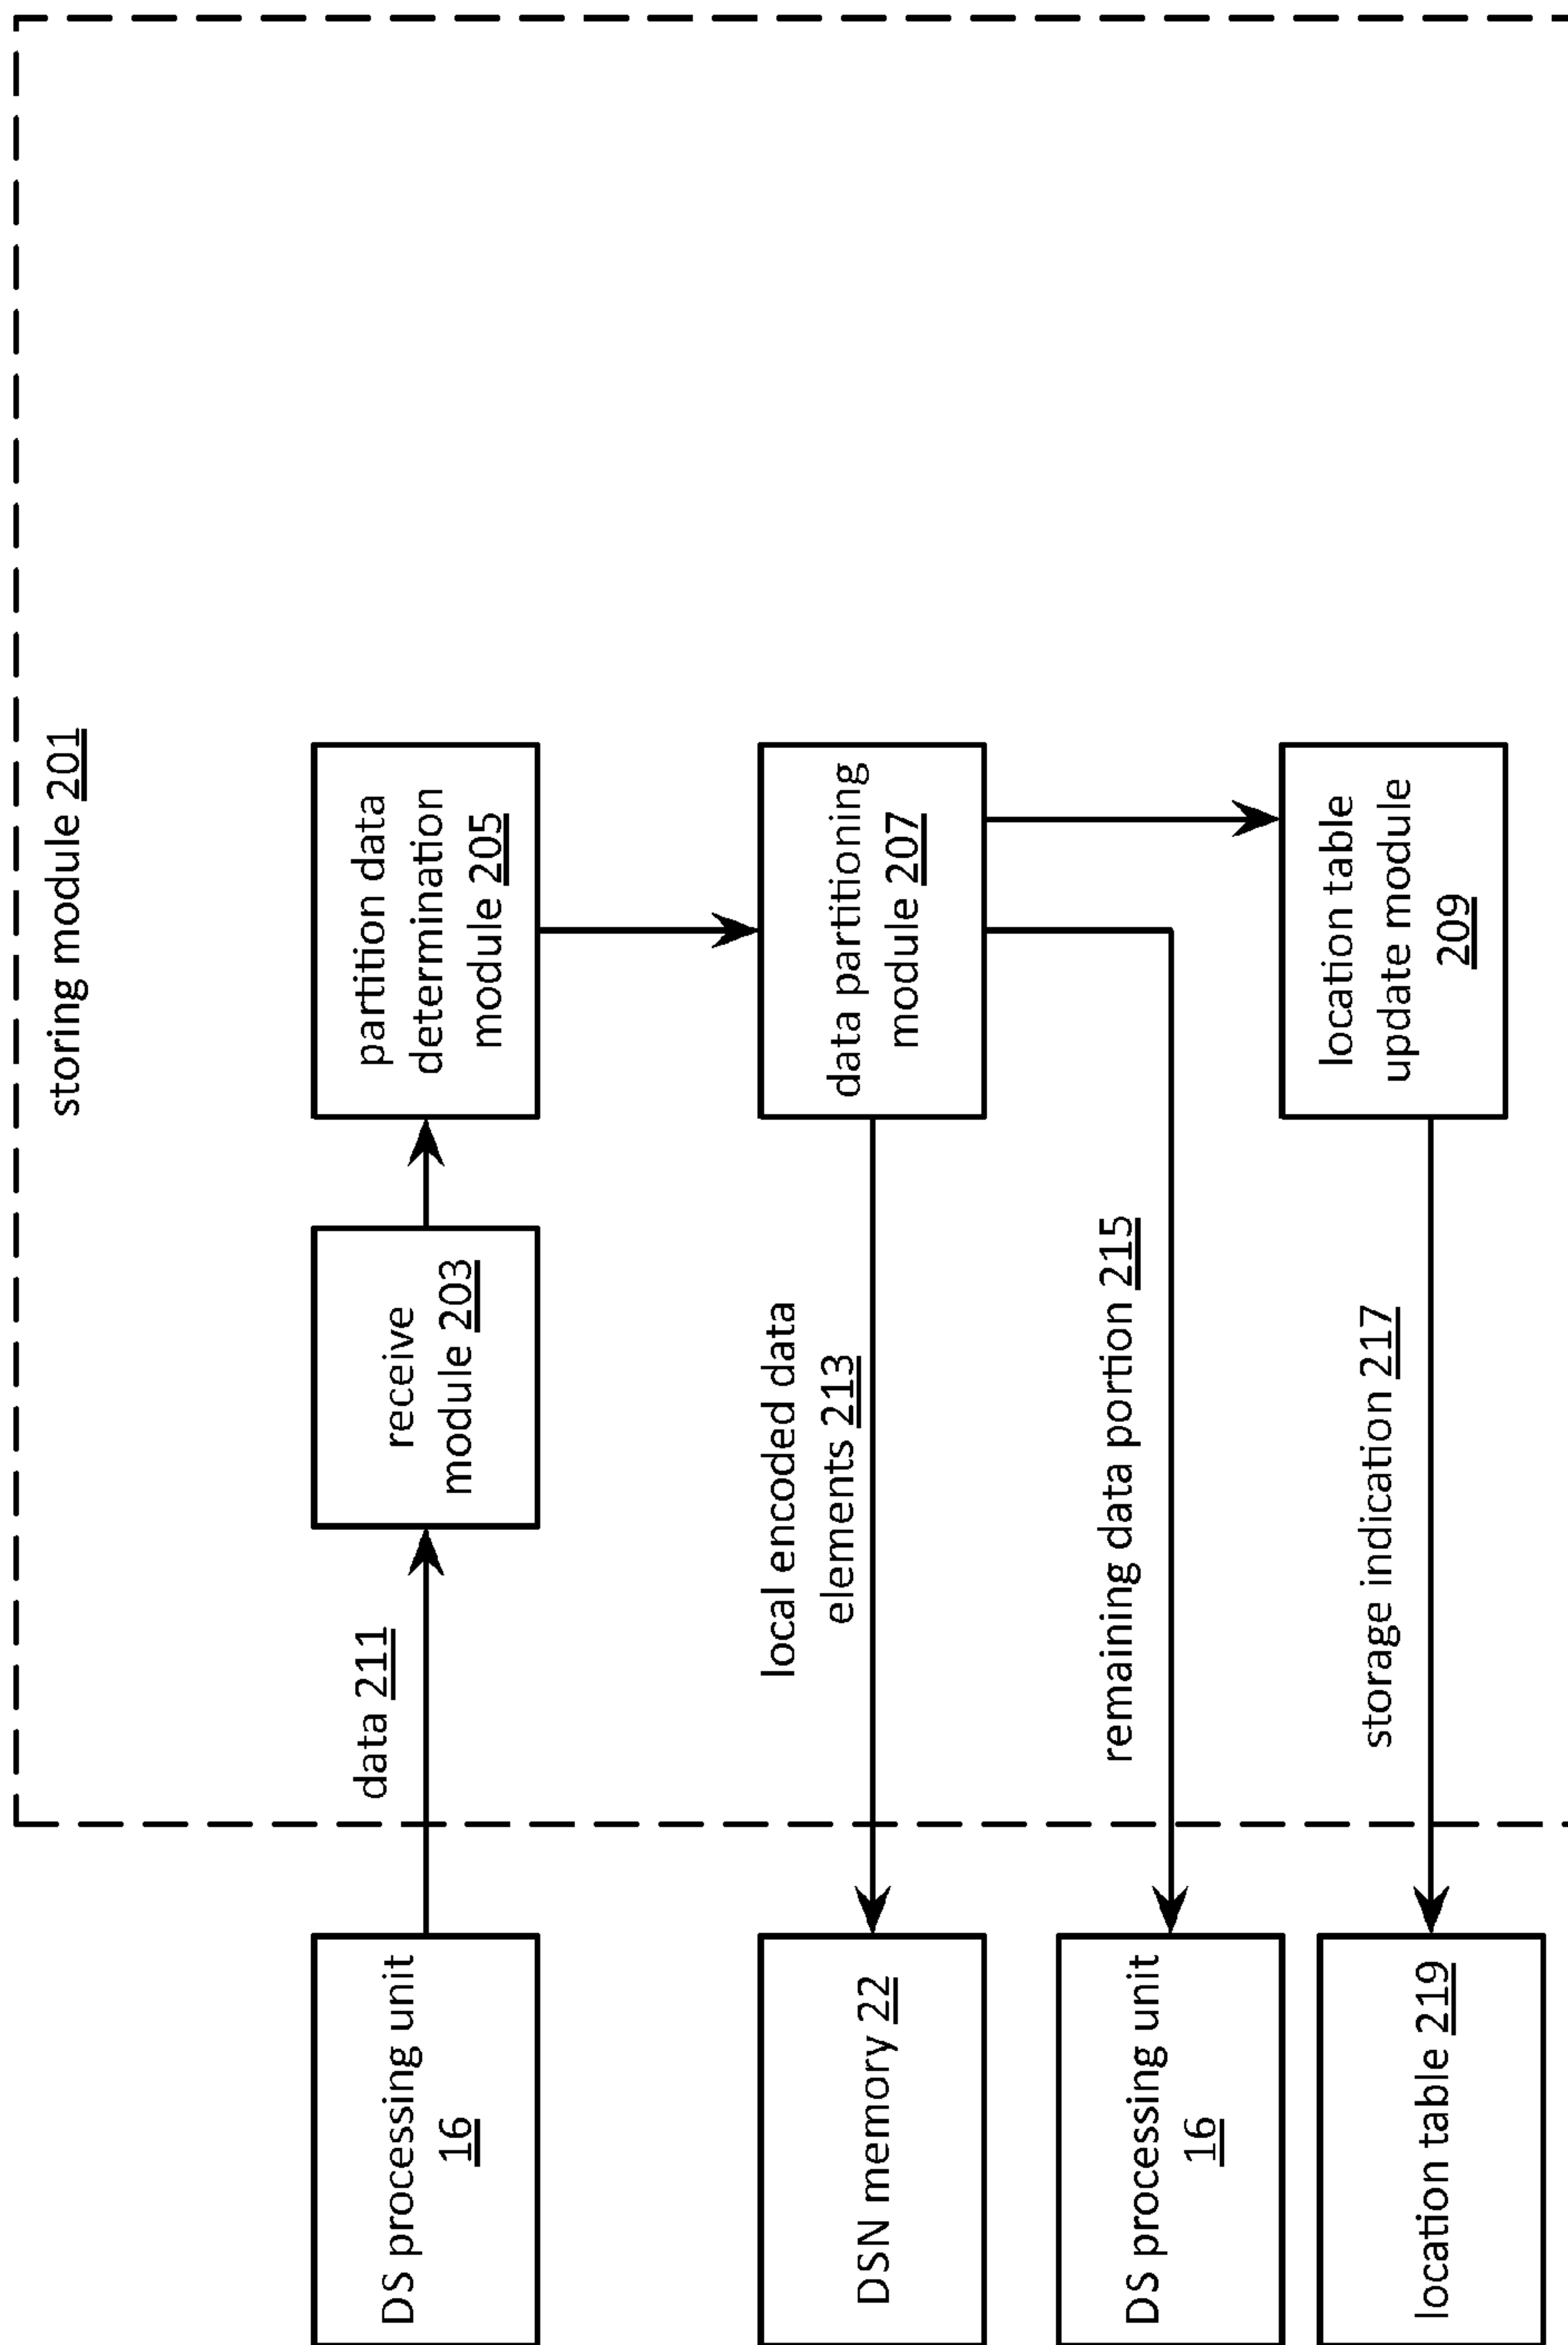 storing module 201
DS processing unit
16
data 211
receive
module 203
partition data
determination
module 205
DSN memory 22
local encoded data
elements 213
data partitioning
module 207
DS processing unit
16
remaining data portion 215
location table 219
storage indication 217
location table
update module
209